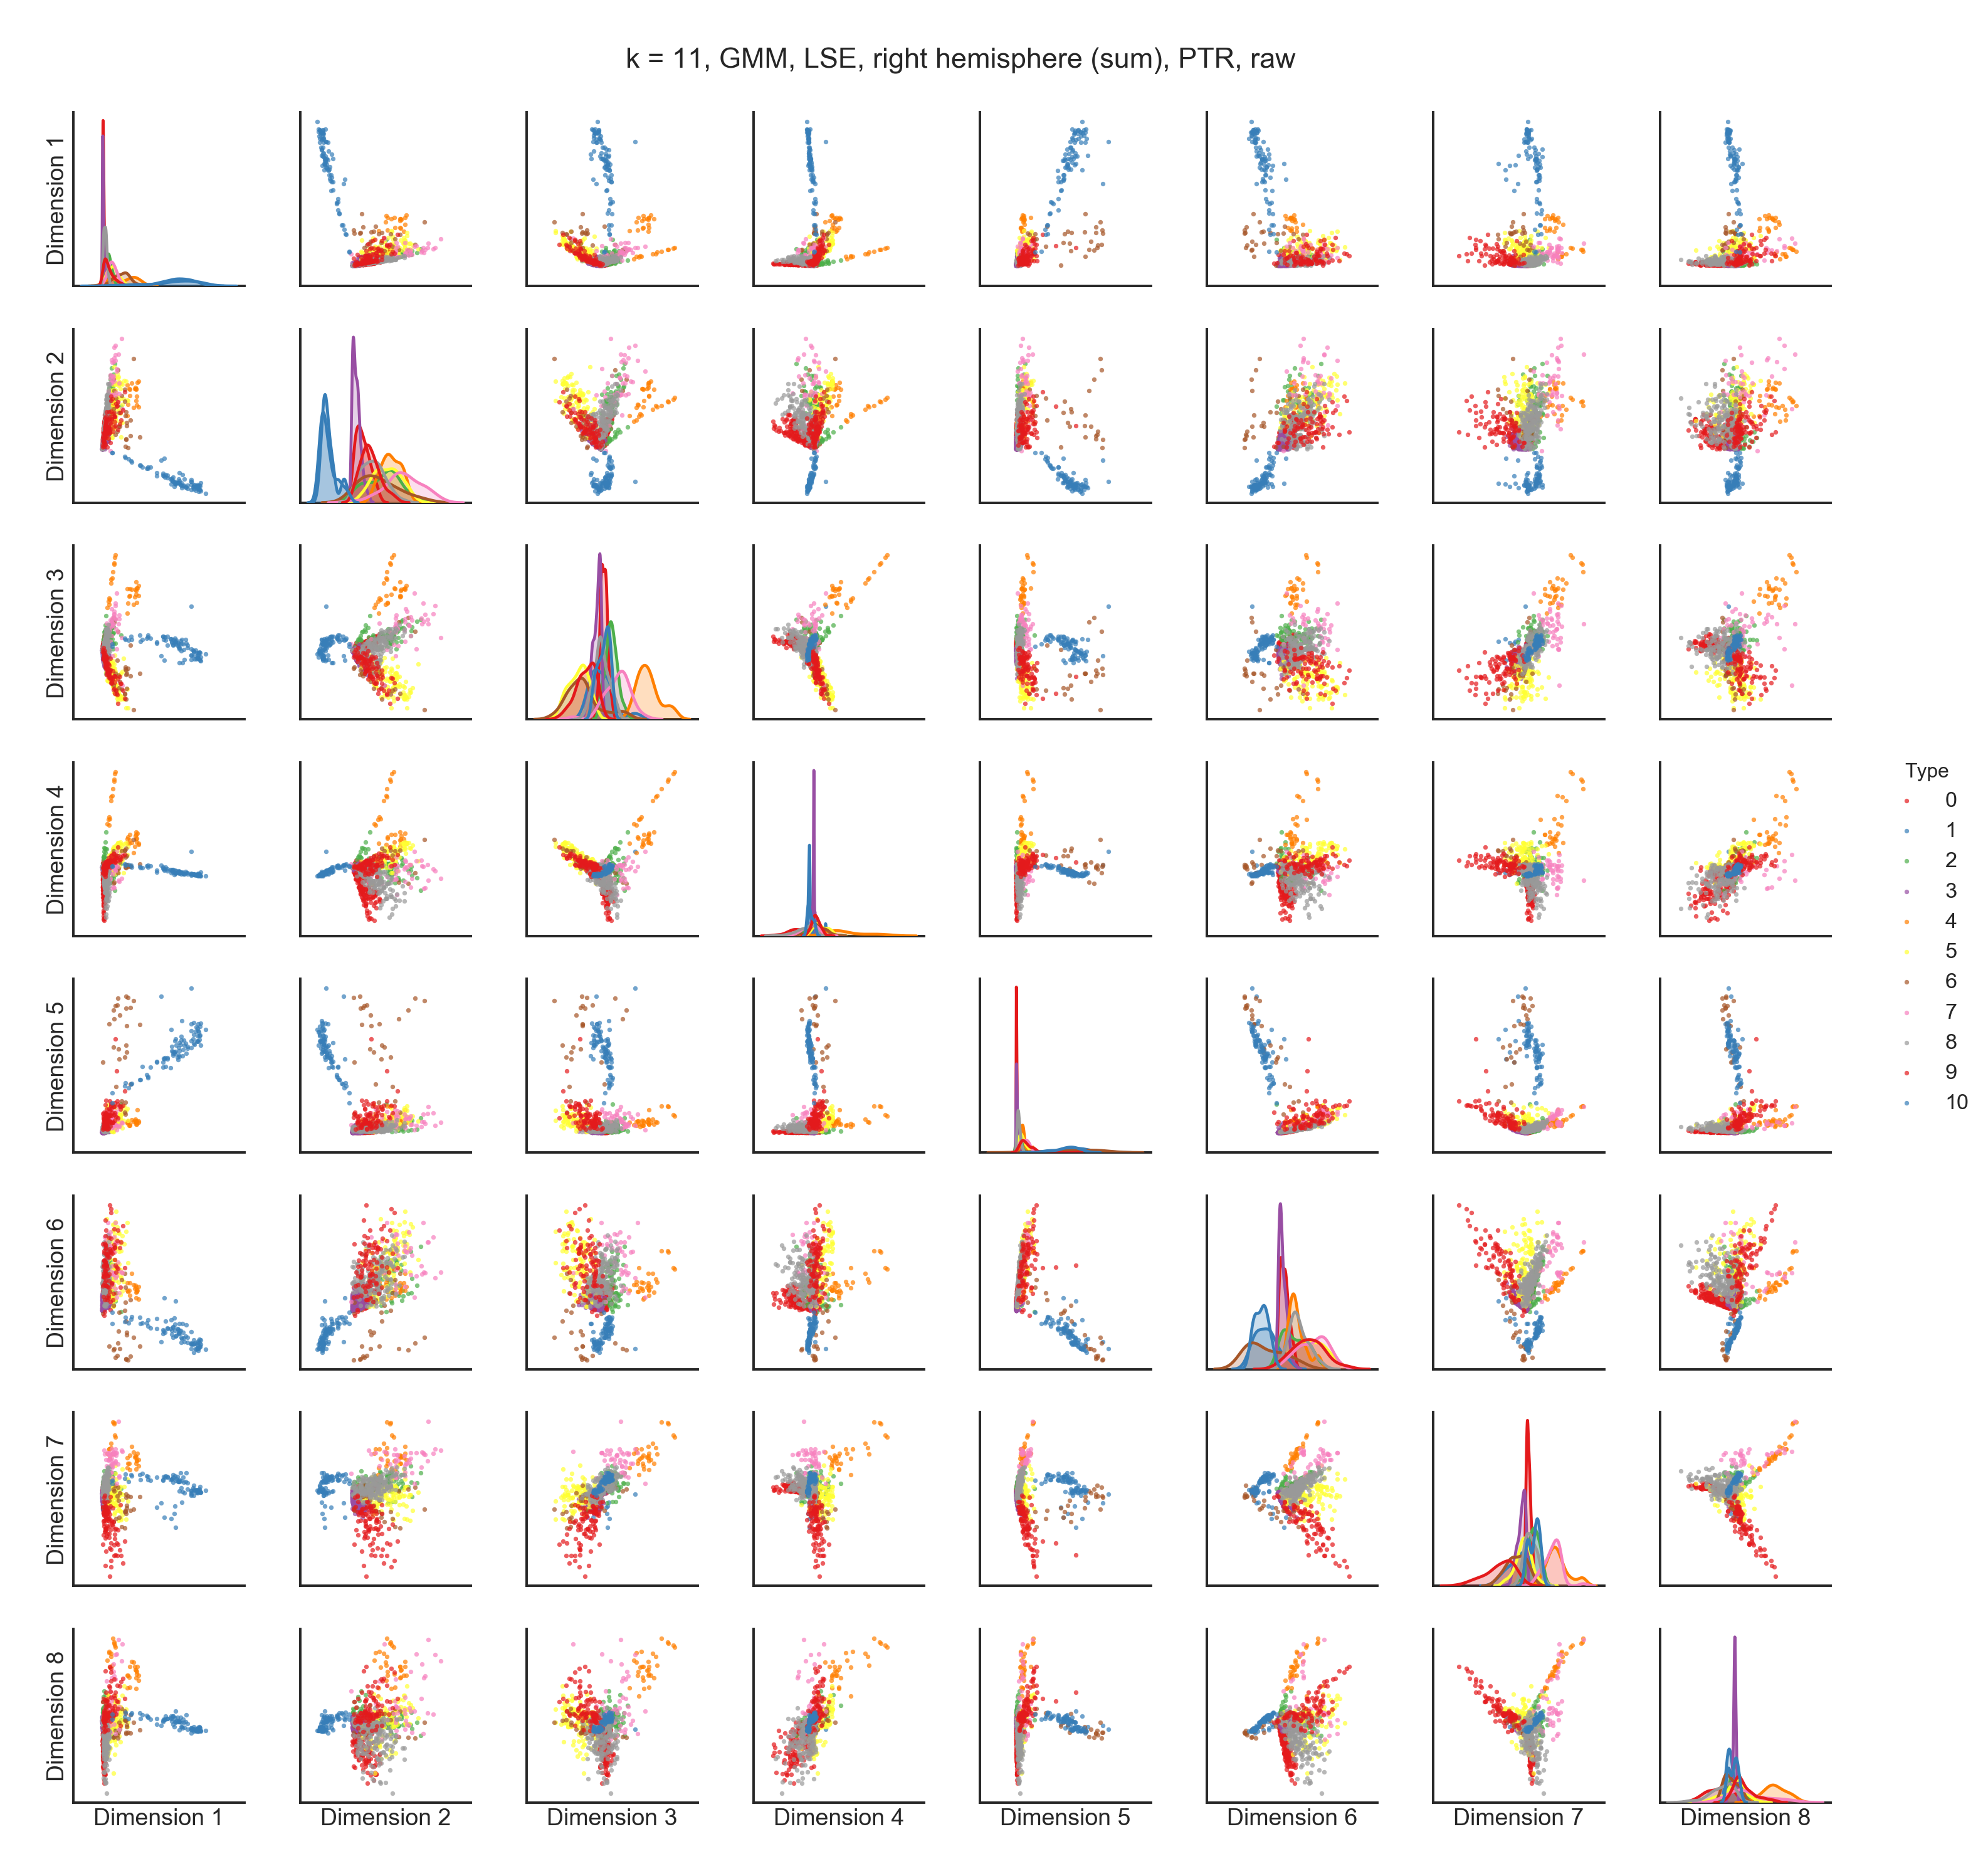 k = 11, GMM, LSE, right hemisphere (sum), PTR, raw
Dimension 1
Dimension 2
Dimension 3
Dimension 4
Dimension 5
Dimension 6
Dimension 7
Dimension 8
Type
0
1
2
3
4
5
6
7
8
9
10
Dimension 1
Dimension 2
Dimension 3
Dimension 4
Dimension 5
Dimension 6
Dimension 7
Dimension 8